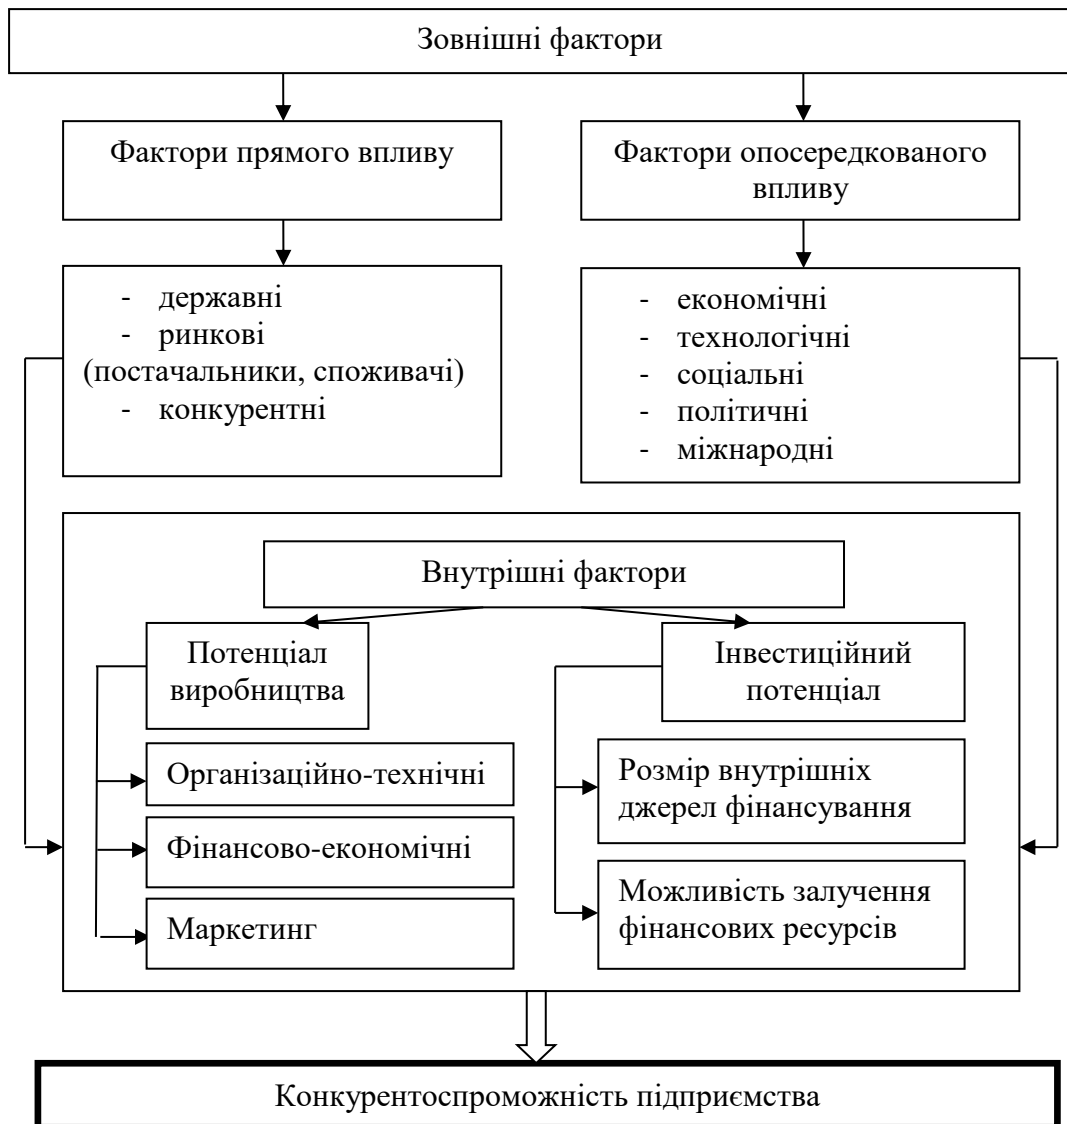 Зовнішні фактори
Фактори прямого впливу
Фактори опосередкованого
впливу
- державні
- ринкові
(постачальники, споживачі)
- конкурентні
- економічні
- технологічні
- соціальні
- політичні
- міжнародні
Внутрішні фактори
Потенціал
виробництва
Інвестиційний
потенціал
Організаційно-технічні
Фінансово-економічні
Маркетинг
Розмір внутрішніх
джерел фінансування
Можливість залучення
фінансових ресурсів
Конкурентоспроможність підприємства